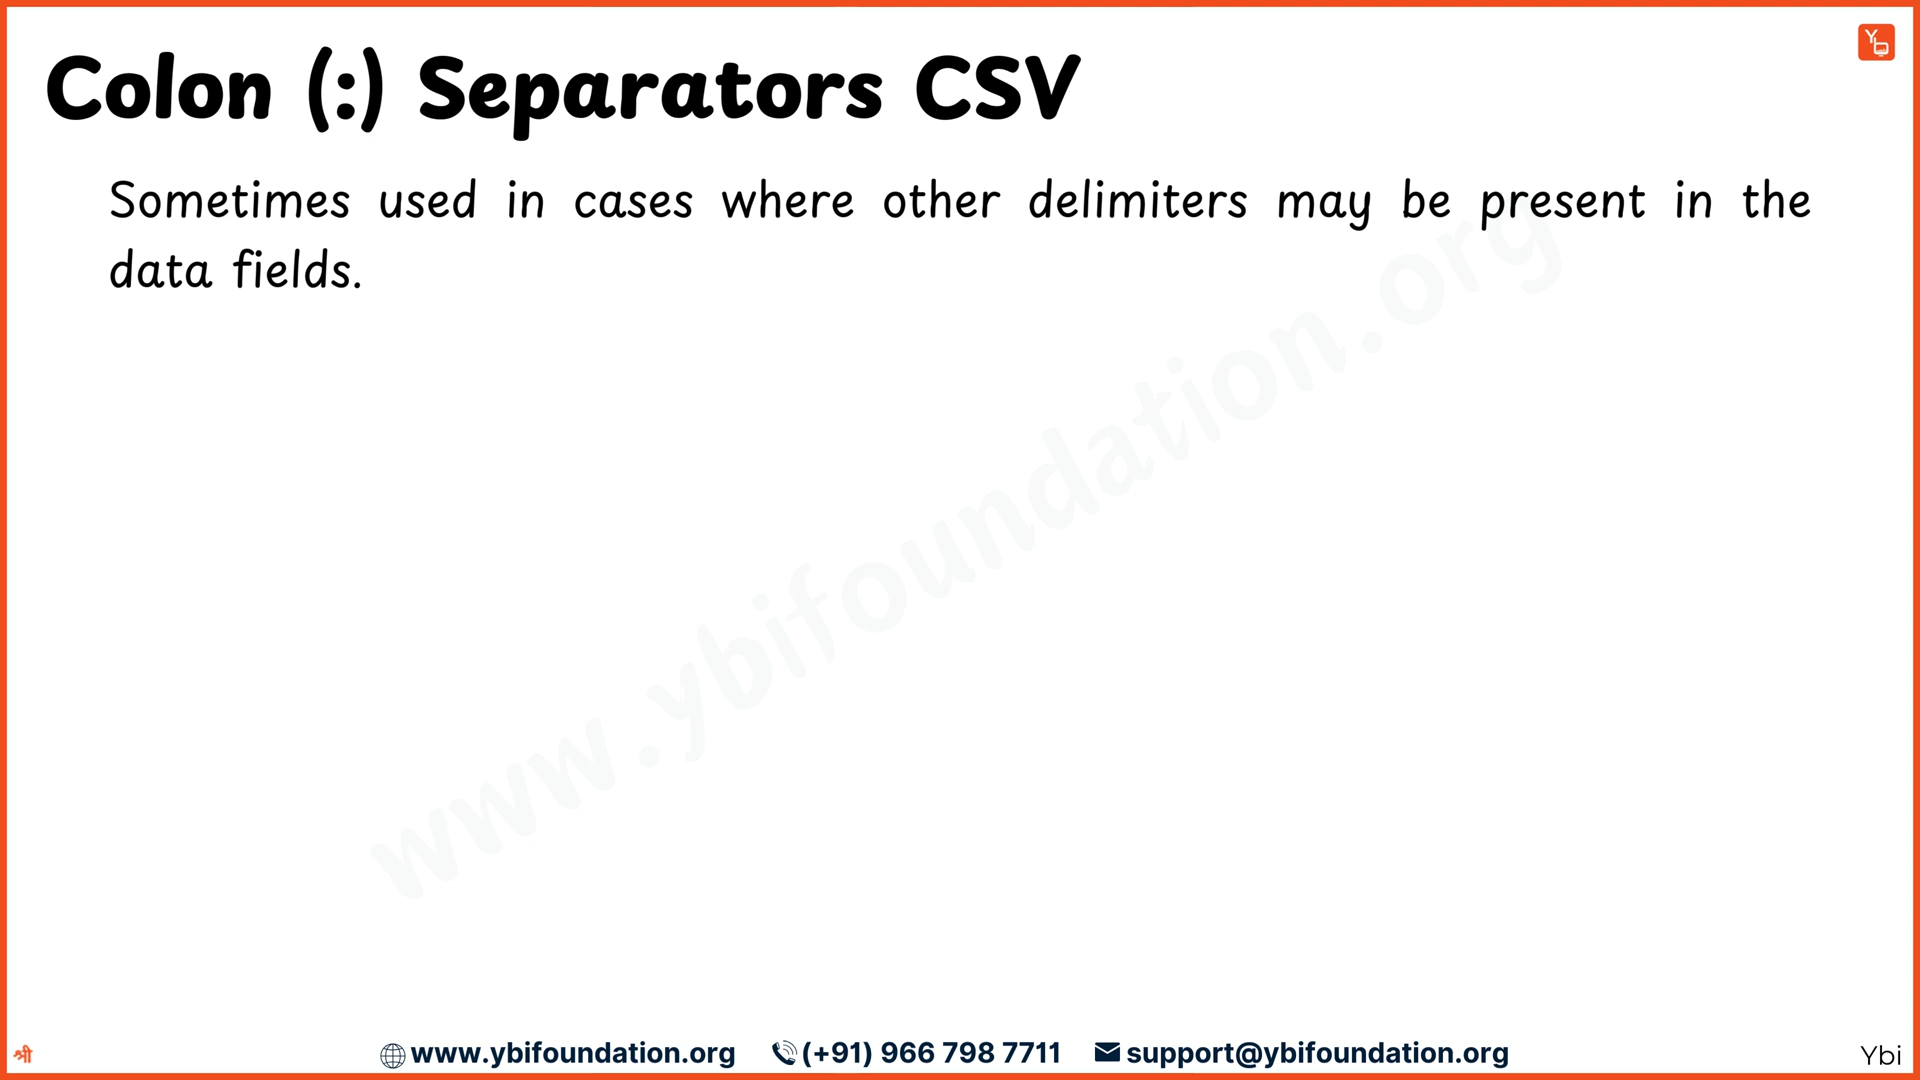 Colon (:) Separators CSV
Sometimes used in cases where other delimiters may be present in the
data fields.
www.ybifoundation.org
श्री
www.ybifoundation.org (+91) 966 798 7711 support@ybifoundation.org
Ybi